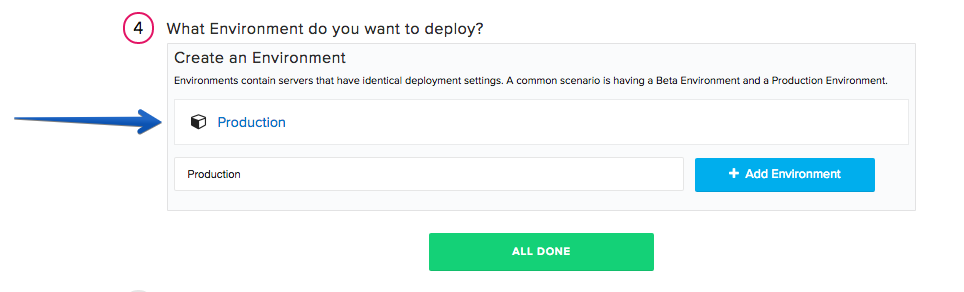 4 What Environment do you want to deploy?
Create an Environment
Environments contain servers that have identical deployment settings. A common scenario is having a Beta Environment and a Production Environment.
Production
Production + Add Environment
ALL DONE